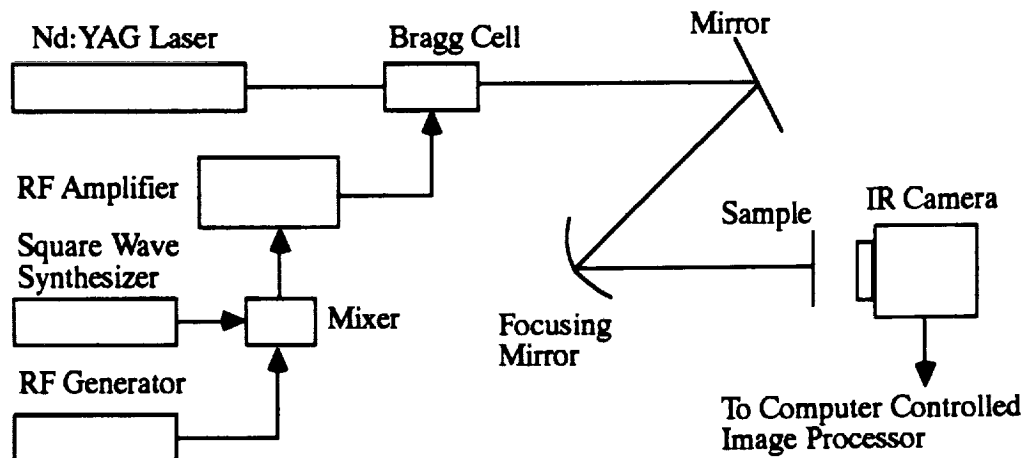 Nd:YAG Laser
Bragg Cell
Mirror
RF Amplifier
Sample
IR Camera
Square Wave
Synthesizer
Mixer
Focusing
Mirror
RF Generator
To Computer Controlled
Image Processor